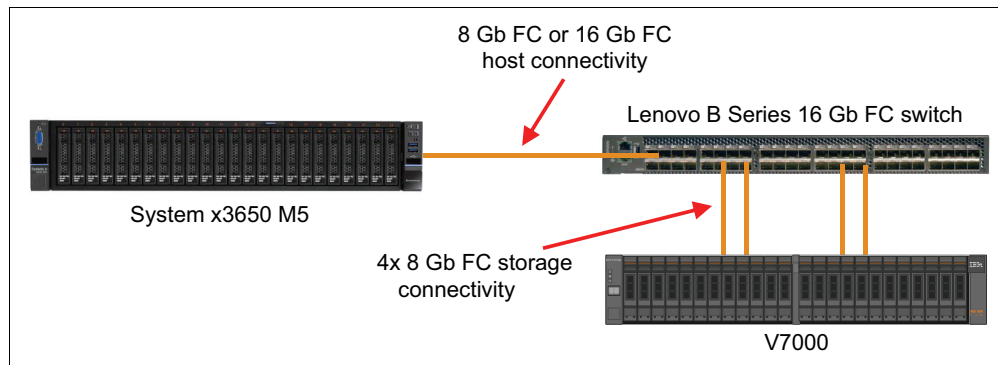 8 Gb FC or 16 Gb FC
host connectivity
Lenovo B Series 16 Gb FC switch
System x3650 M5
4x 8 Gb FC storage
connectivity
IBM
V7000